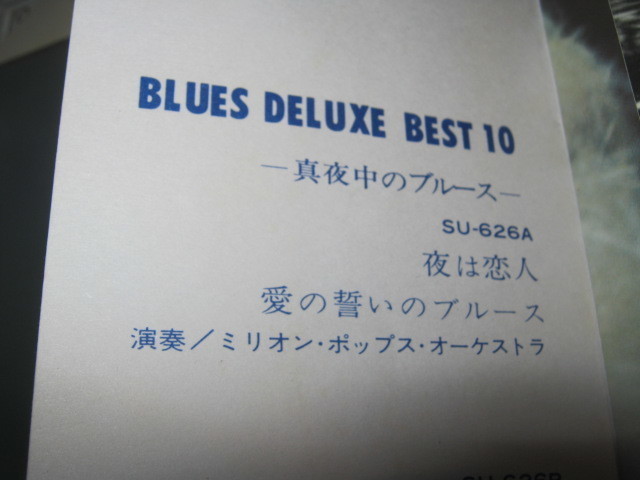 BLUES DELUXE BEST 10
―真夜中のブルース―
SU-626A
夜は恋人
愛の誓いのブルース
演奏／ミリオン・ポップス・オーケストラ
SU-626B